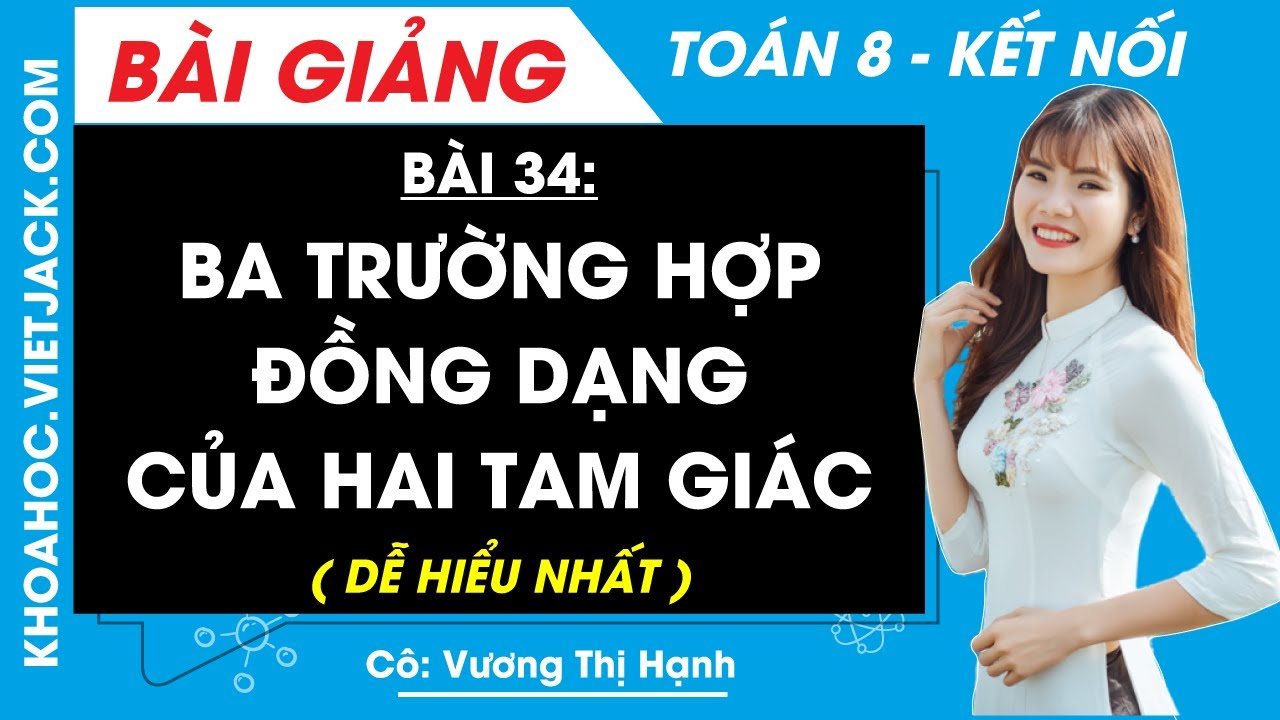 BÀI GIẢNG
TOÁN 8 - KẾT NỐI
KHOAHOC.VIETJACK.COM
BÀI 34:
BA TRƯỜNG HỢP
ĐỒNG DẠNG
CỦA HAI TAM GIÁC
( DỄ HIỂU NHẤT )
Cô: Vương Thị Hạnh